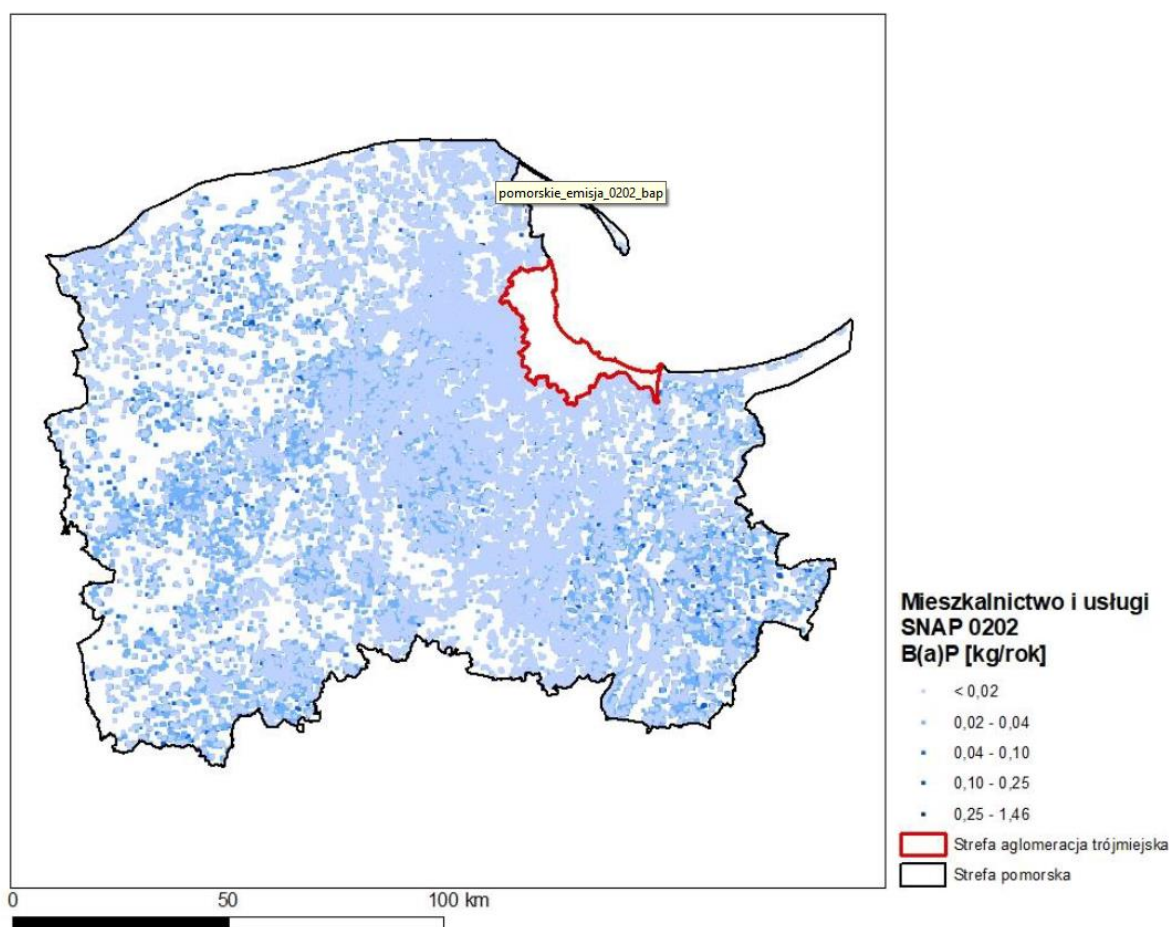 pomorskie_emisja_0202_bap
Mieszkalnictwo i usługi
SNAP 0202
B(a)P [kg/rok]
< 0,02
0,02 - 0,04
0,04 - 0,10
0,10 - 0,25
0,25 - 1,46
Strefa aglomeracja trójmiejska
Strefa pomorska
0 50 100 km